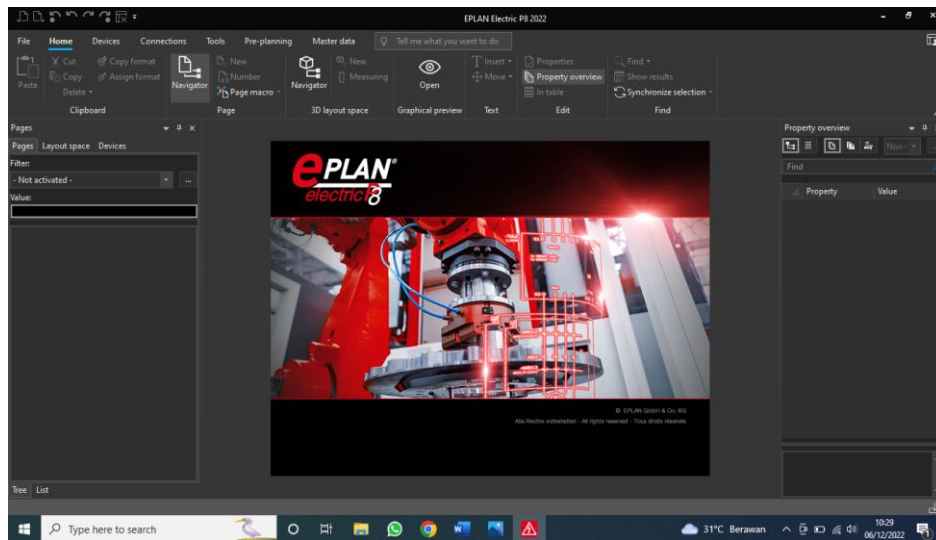 EPLAN Electric P8 2022
File Home Devices Connections Tools Pre-planning Master data Tell me what you want to do
Paste
Cut
Copy
Delete
Copy format
Assign format
Clipboard
Navigator
New
Number
Page macro
Page
Navigator
New
Measuring
3D layout space
Open
Graphical preview
Insert
Move
Text
Properties
Property overview
In table
Edit
Find
Show results
Synchronize selection
Find
Pages
Pages Layout space Devices
Filter:
- Not activated -
...
Value:
Tree List
ePLAN®
electric P8
© EPLAN GmbH & Co. KG
Alle Rechte vorbehalten - All rights reserved - Tous droits réservés
Property overview
Non-
Find
Property Value
Type here to search
31°C Berawan
10:29
06/12/2022